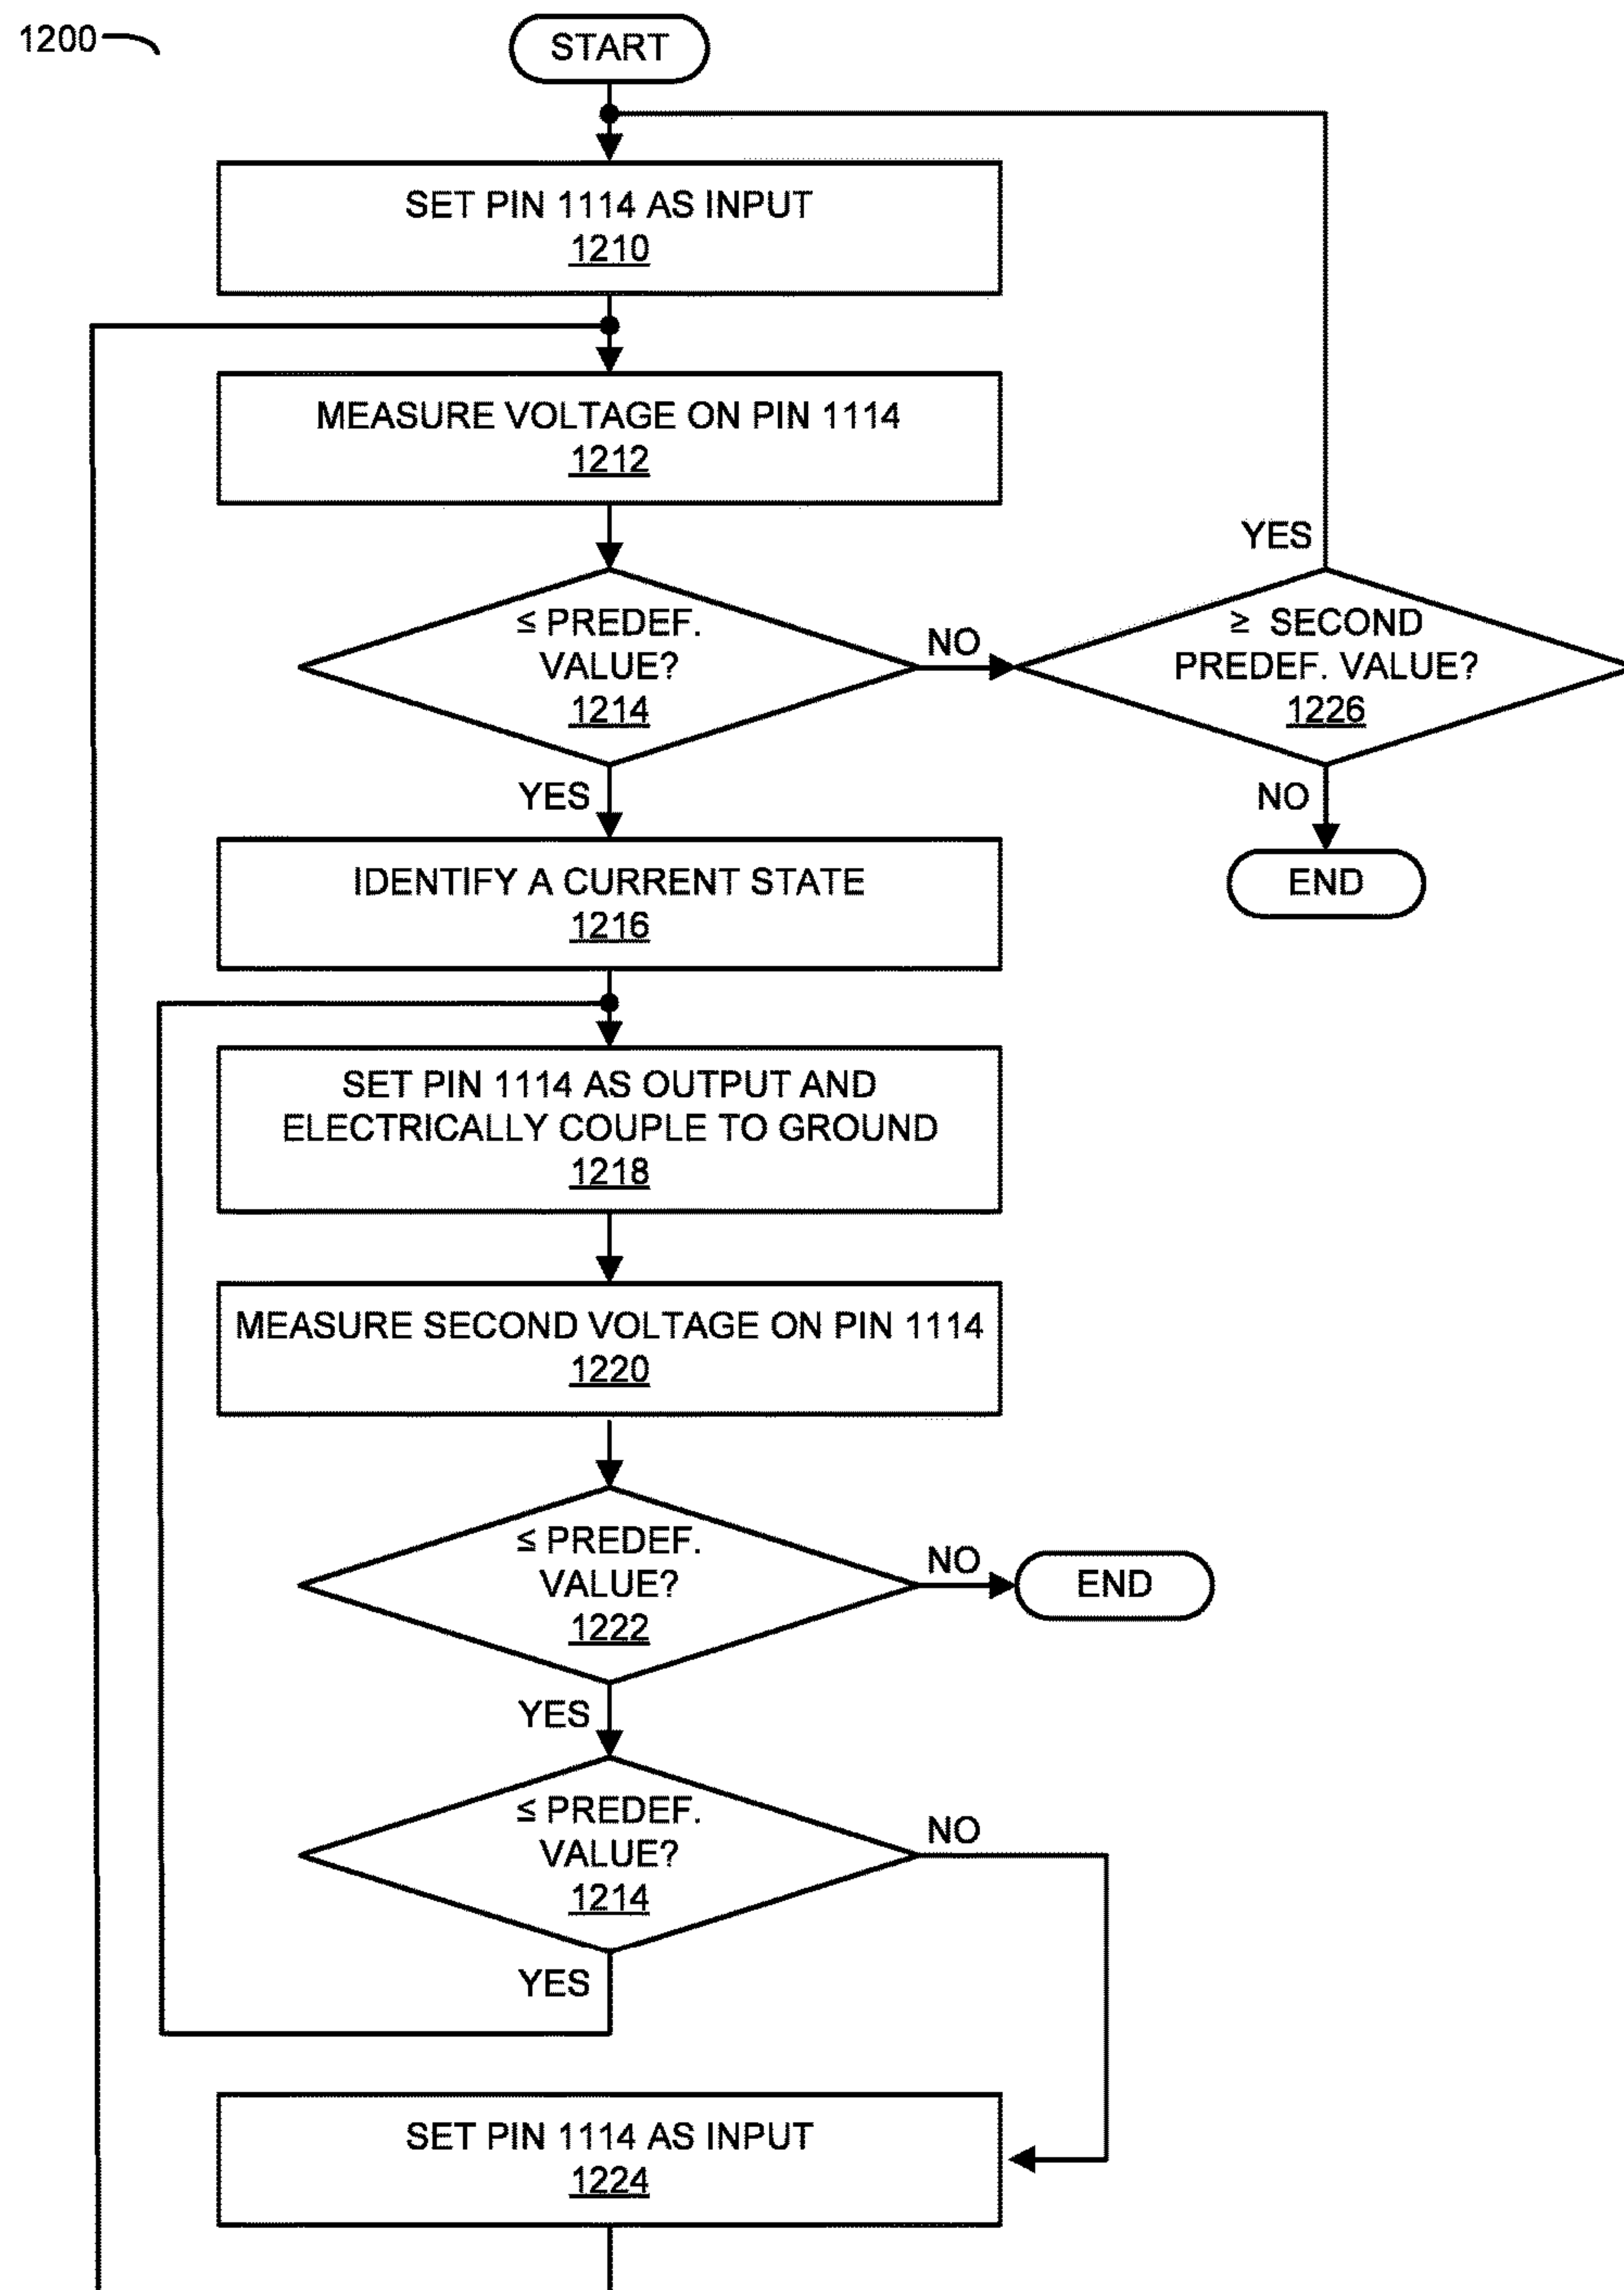 1200
START
SET PIN 1114 AS INPUT
1210
MEASURE VOLTAGE ON PIN 1114
1212
≤ PREDEF.
VALUE?
1214
NO
YES
≥ SECOND
PREDEF. VALUE?
1226
YES
NO
END
IDENTIFY A CURRENT STATE
1216
SET PIN 1114 AS OUTPUT AND
ELECTRICALLY COUPLE TO GROUND
1218
MEASURE SECOND VOLTAGE ON PIN 1114
1220
≤ PREDEF.
VALUE?
1222
NO
END
YES
≤ PREDEF.
VALUE?
1214
NO
YES
SET PIN 1114 AS INPUT
1224